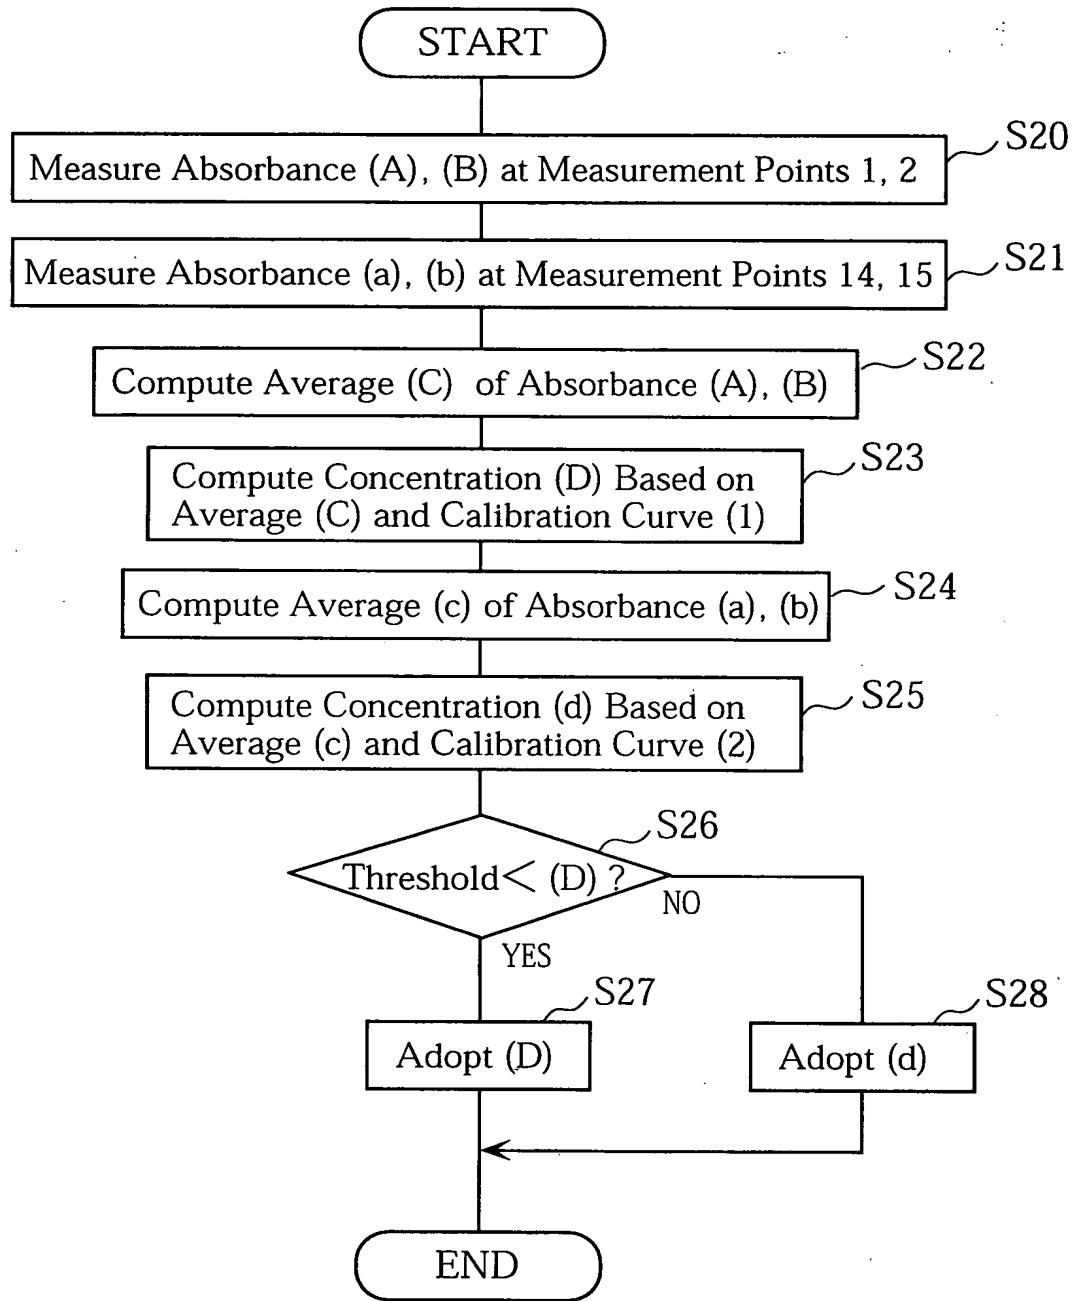 START
S20
Measure Absorbance (A), (B) at Measurement Points 1, 2
S21
Measure Absorbance (a), (b) at Measurement Points 14, 15
S22
Compute Average (C) of Absorbance (A), (B)
S23
Compute Concentration (D) Based on
Average (C) and Calibration Curve (1)
S24
Compute Average (c) of Absorbance (a), (b)
S25
Compute Concentration (d) Based on
Average (c) and Calibration Curve (2)
S26
Threshold < (D) ?
NO
YES
S27
Adopt (D)
S28
Adopt (d)
END